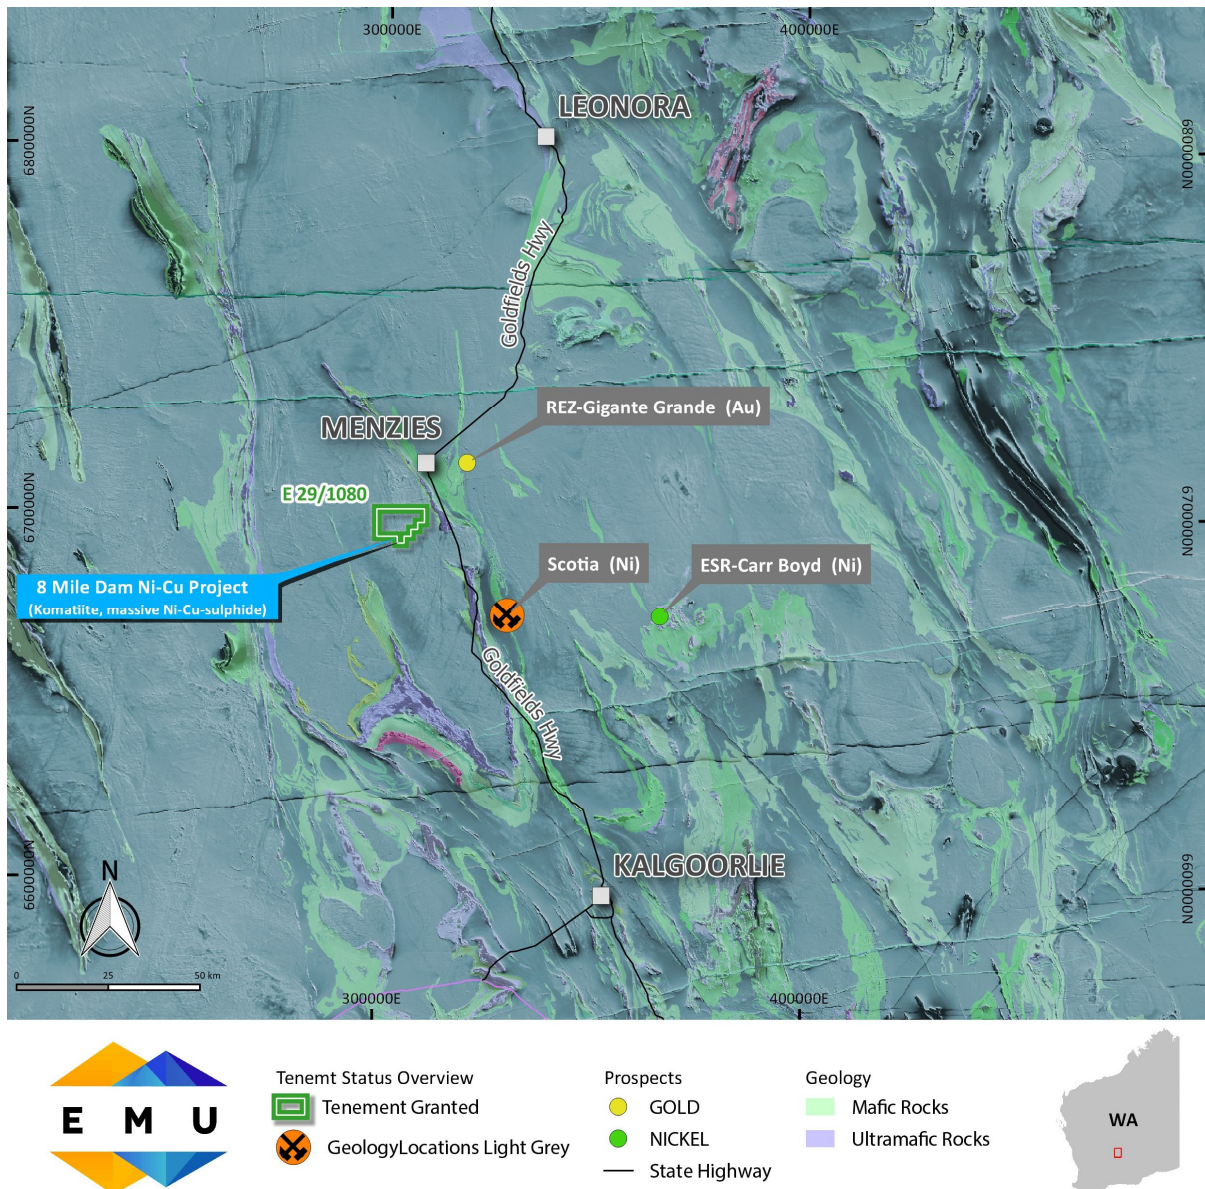 300000E
400000E
LEONORA
6800000N
6800000N
Goldfields Hwy
REZ-Gigante Grande (Au)
MENZIES
E 29/1080
6700000N
6700000N
Scotia (Ni)
ESR-Carr Boyd (Ni)
8 Mile Dam Ni-Cu Project
(Komatiite, massive Ni-Cu-sulphide)
Goldfields Hwy
KALGOORLIE
6600000N
6600000N
N
0 25 50 km
300000E
400000E
EMU
Tenemt Status Overview
Tenement Granted
GeologyLocations Light Grey
Prospects
GOLD
NICKEL
State Highway
Geology
Mafic Rocks
Ultramafic Rocks
WA